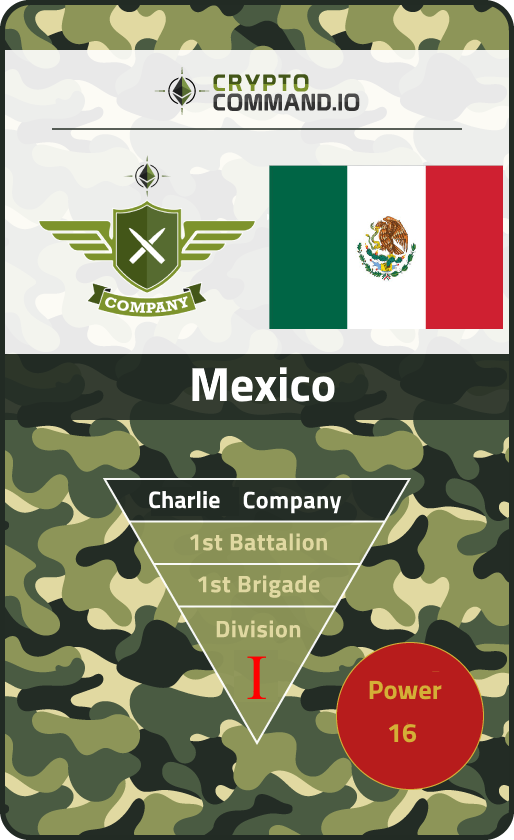 CRYPTO
COMMAND.IO
COMPANY
Mexico
Charlie Company
1st Battalion
1st Brigade
Division
I
Power
16